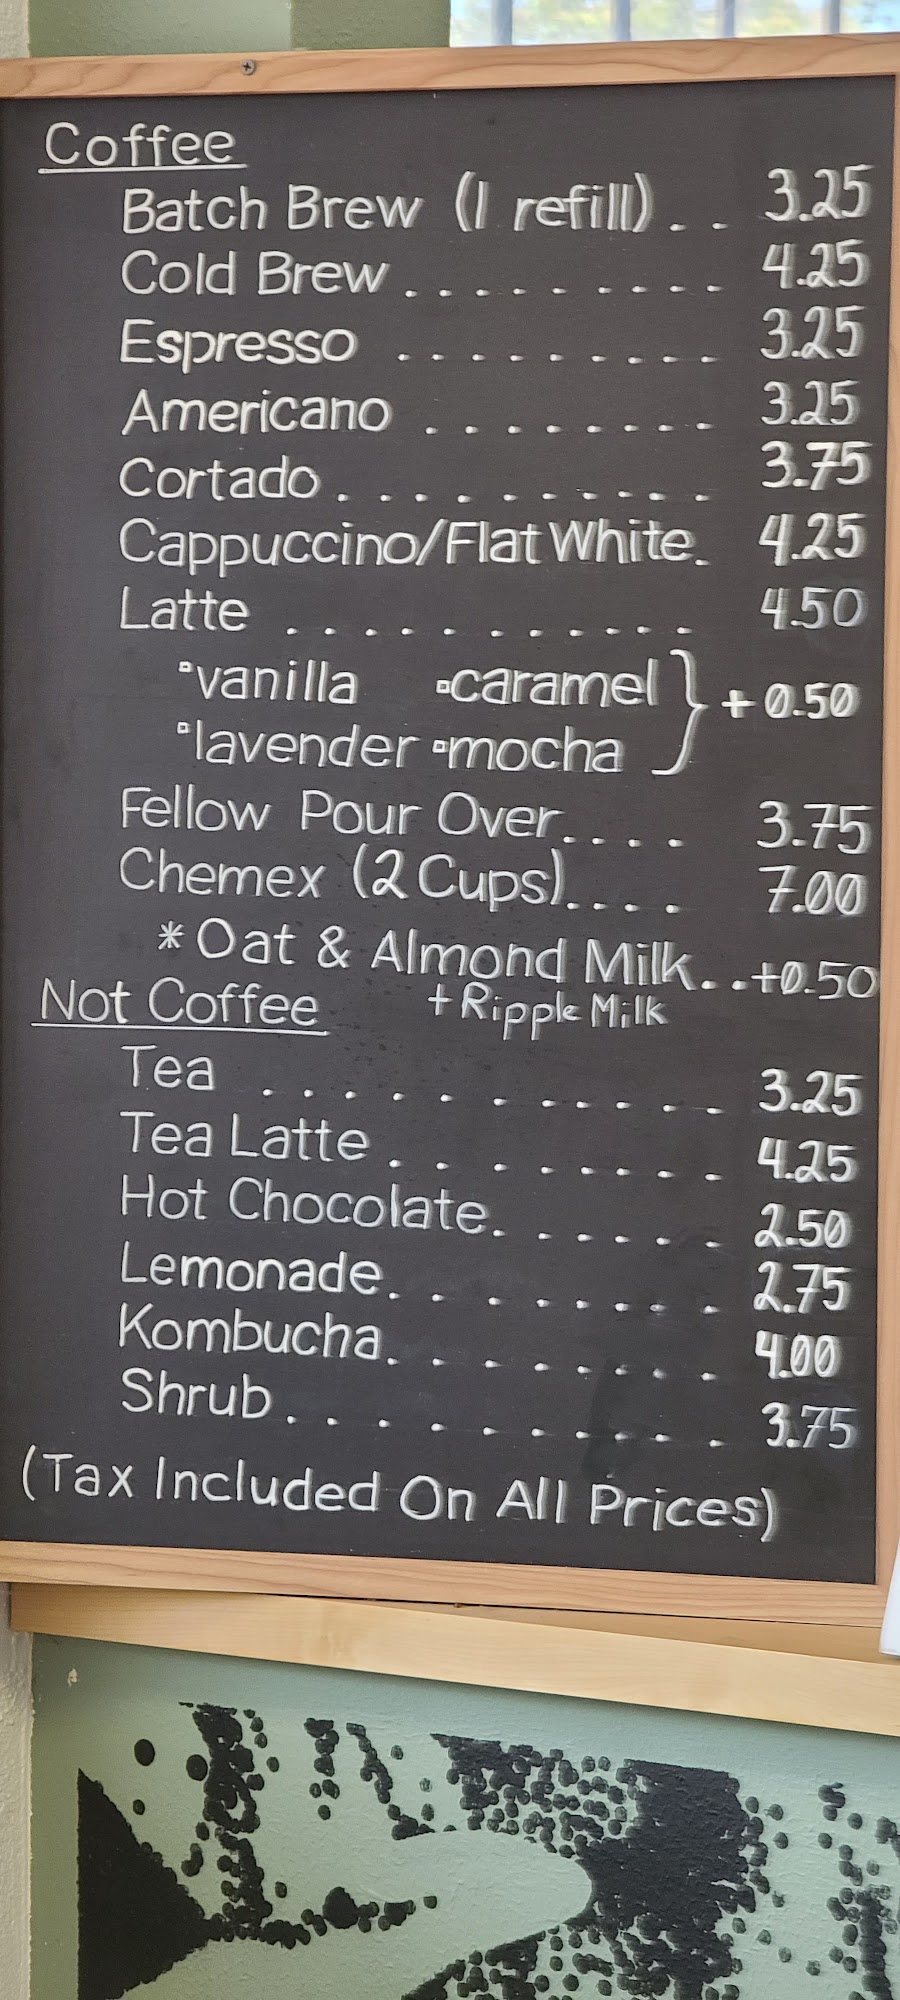 Coffee
Batch Brew (1 refill) . . 3.25
Cold Brew . . . . . . . . . 4.25
Espresso . . . . . . . . . 3.25
Americano . . . . . . . . 3.25
Cortado . . . . . . . . . . 3.75
Cappuccino/Flat White . 4.25
Latte . . . . . . . . . . . 4.50
▫vanilla ▫caramel } + 0.50
▫lavender ▫mocha
Fellow Pour Over . . . . 3.75
Chemex (2 Cups) . . . . 7.00
* Oat & Almond Milk . . . +0.50
+ Ripple Milk
Not Coffee
Tea . . . . . . . . . . . 3.25
Tea Latte . . . . . . . . 4.25
Hot Chocolate . . . . . . 2.50
Lemonade . . . . . . . . 2.75
Kombucha . . . . . . . . 4.00
Shrub . . . . . . . . . . 3.75
(Tax Included On All Prices)